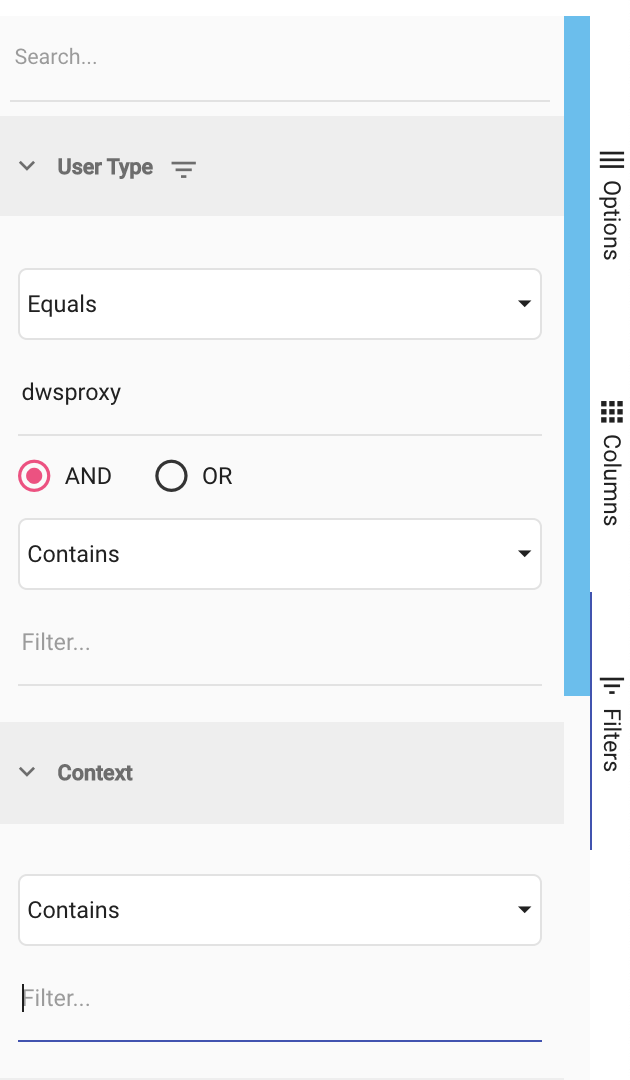 Search...
User Type
Equals
dwsproxy
AND OR
Contains
Filter...
Context
Contains
Filter...
Options
Columns
Filters